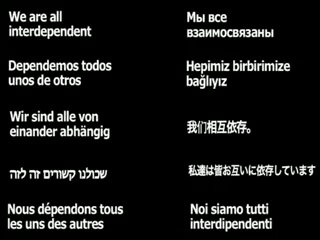 We are all
interdependent
Мы все
взаимосвязаны
Dependemos todos
unos de otros
Hepimiz birbirimize
bağlıyız
Wir sind alle von
einander abhängig
我们相互依存。
שכולנו קשורים זה לזה
私達は皆お互いに依存しています
Nous dépendons tous
les uns des autres
Noi siamo tutti
interdipendenti